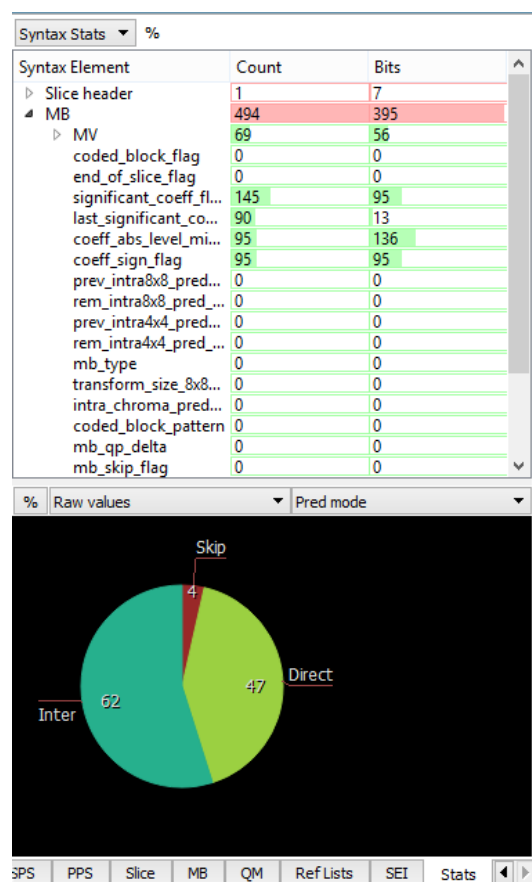 Syntax Stats %
Syntax Element Count Bits
Slice header 1 7
MB 494 395
MV 69 56
coded_block_flag 0 0
end_of_slice_flag 0 0
significant_coeff_fl... 145 95
last_significant_co... 90 13
coeff_abs_level_mi... 95 136
coeff_sign_flag 95 95
prev_intra8x8_pred... 0 0
rem_intra8x8_pred_... 0 0
prev_intra4x4_pred... 0 0
rem_intra4x4_pred_... 0 0
mb_type 0 0
transform_size_8x8... 0 0
intra_chroma_pred... 0 0
coded_block_pattern 0 0
mb_qp_delta 0 0
mb_skip_flag 0 0
% Raw values Pred mode
Skip
4
47 Direct
62
Inter
SPS PPS Slice MB QM Ref Lists SEI Stats